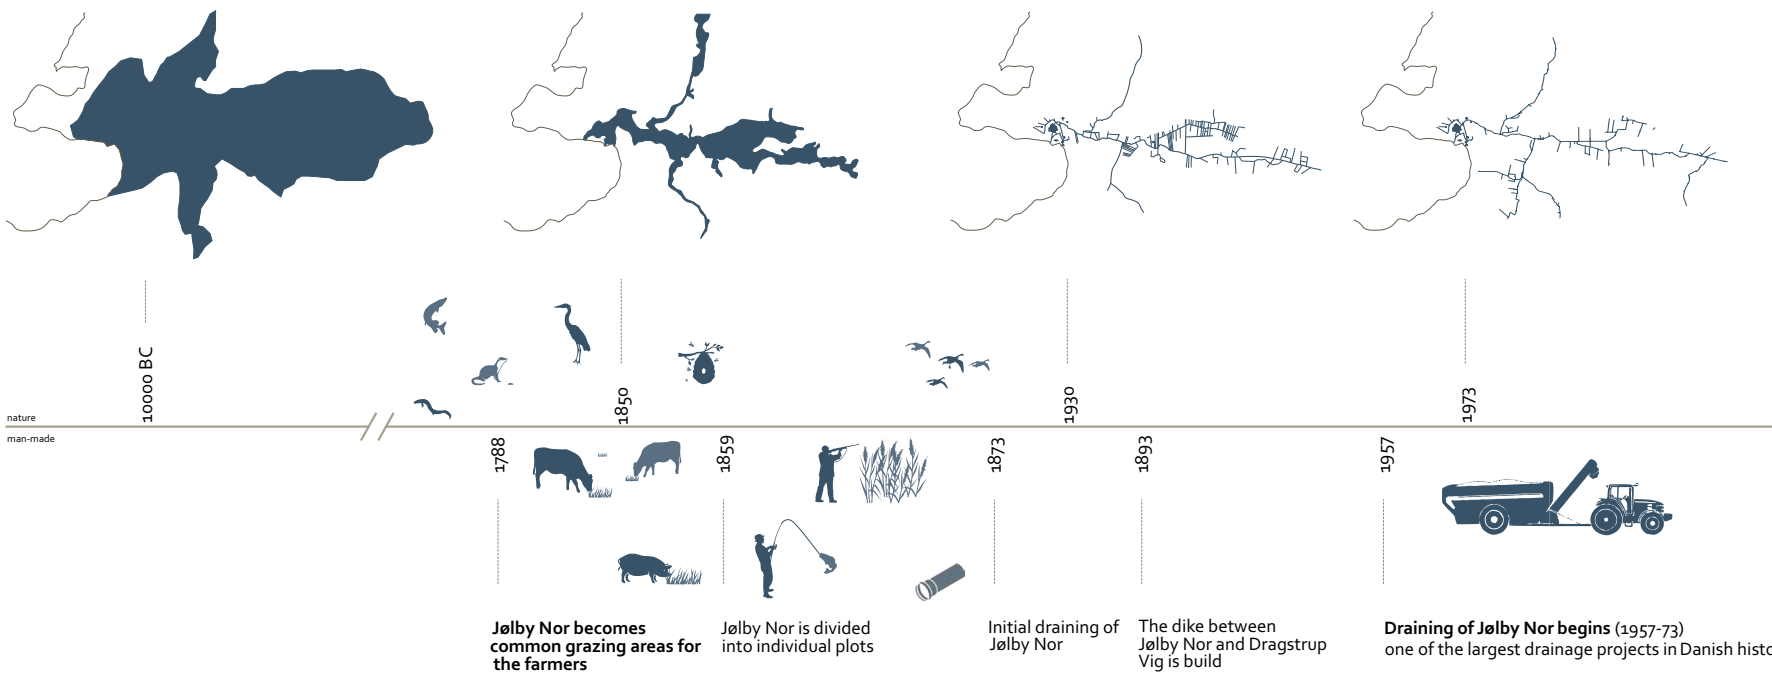 10000 BC
1850
1930
1973
nature
man-made
1788
1859
1873
1893
1957
Jølby Nor becomes
common grazing areas for
the farmers
Jølby Nor is divided
into individual plots
Initial draining of
Jølby Nor
The dike between
Jølby Nor and Dragstrup
Vig is build
Draining of Jølby Nor begins (1957-73)
one of the largest drainage projects in Danish histo